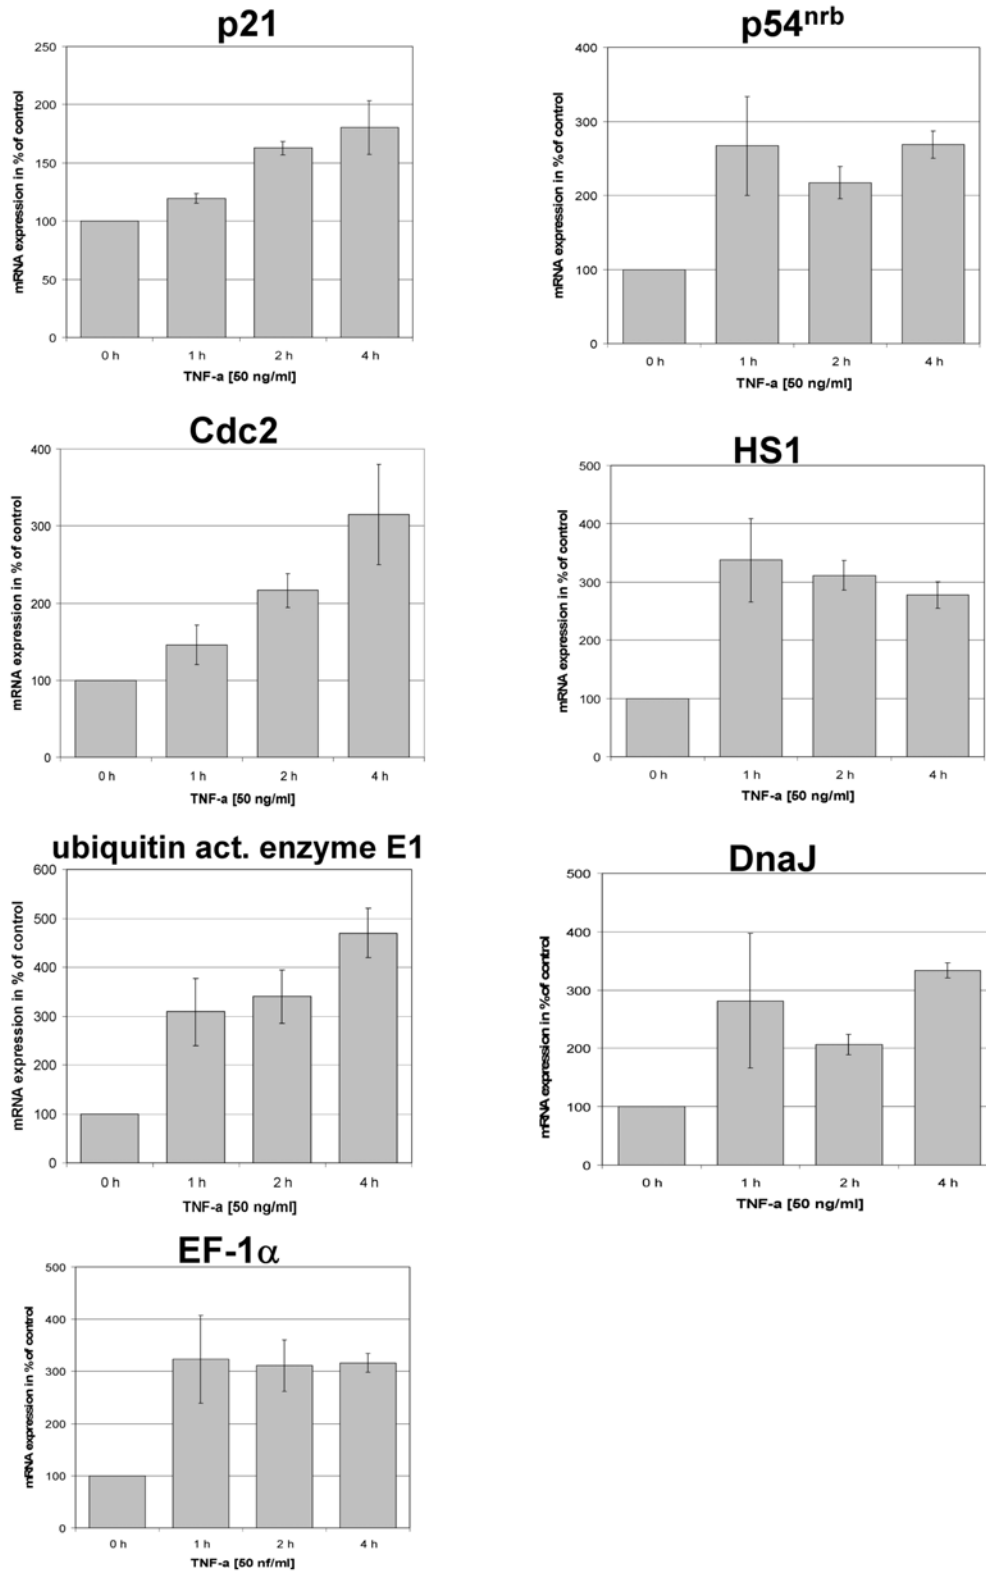 p21
mRNA expression in % of control
250
200
150
100
50
0
0 h 1 h 2 h 4 h
TNF-a [50 ng/ml]
p54nrb
mRNA expression in % of control
400
300
200
100
0
0 h 1 h 2 h 4 h
TNF-a [50 ng/ml]
Cdc2
mRNA expression in % of control
400
300
200
100
0
0 h 1 h 2 h 4 h
TNF-a [50 ng/ml]
HS1
mRNA expression in % of control
500
400
300
200
100
0
0 h 1 h 2 h 4 h
TNF-a [50 ng/ml]
ubiquitin act. enzyme E1
mRNA expression in % of control
600
500
400
300
200
100
0
0 h 1 h 2 h 4 h
TNF-a [50 ng/ml]
DnaJ
mRNA expression in % of control
500
400
300
200
100
0
0 h 1 h 2 h 4 h
TNF-a [50 ng/ml]
EF-1α
mRNA expression in % of control
500
400
300
200
100
0
0 h 1 h 2 h 4 h
TNF-a [50 nf/ml]